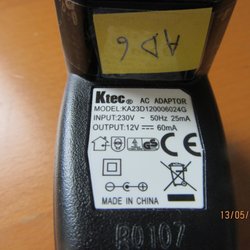 AD6
Ktec AC ADAPTOR
MODEL:KA23D120006024G
INPUT:230V ~ 50Hz 25mA
OUTPUT:12V ⎓ 60mA
MADE IN CHINA
R0107
13/05/